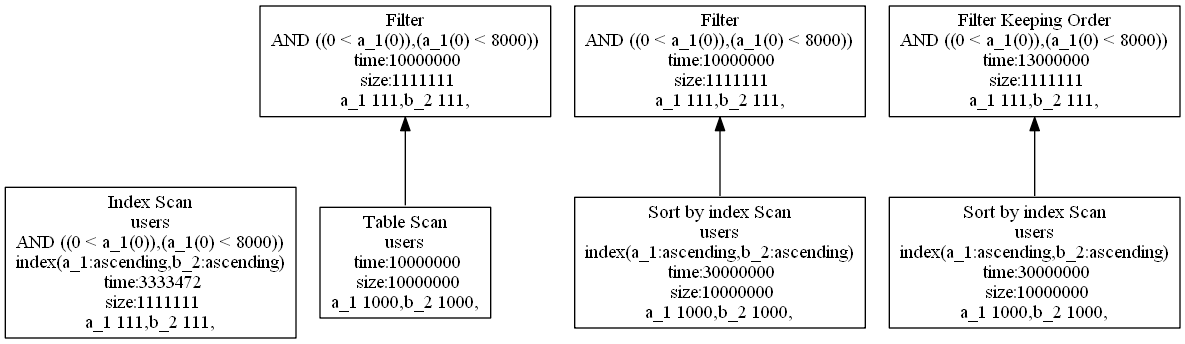 Filter
AND ((0 < a_1(0)),(a_1(0) < 8000))
time:10000000
size:1111111
a_1 111,b_2 111,
Filter
AND ((0 < a_1(0)),(a_1(0) < 8000))
time:10000000
size:1111111
a_1 111,b_2 111,
Filter Keeping Order
AND ((0 < a_1(0)),(a_1(0) < 8000))
time:13000000
size:1111111
a_1 111,b_2 111,
Index Scan
users
AND ((0 < a_1(0)),(a_1(0) < 8000))
index(a_1:ascending,b_2:ascending)
time:3333472
size:1111111
a_1 111,b_2 111,
Table Scan
users
time:10000000
size:10000000
a_1 1000,b_2 1000,
Sort by index Scan
users
index(a_1:ascending,b_2:ascending)
time:30000000
size:10000000
a_1 1000,b_2 1000,
Sort by index Scan
users
index(a_1:ascending,b_2:ascending)
time:30000000
size:10000000
a_1 1000,b_2 1000,